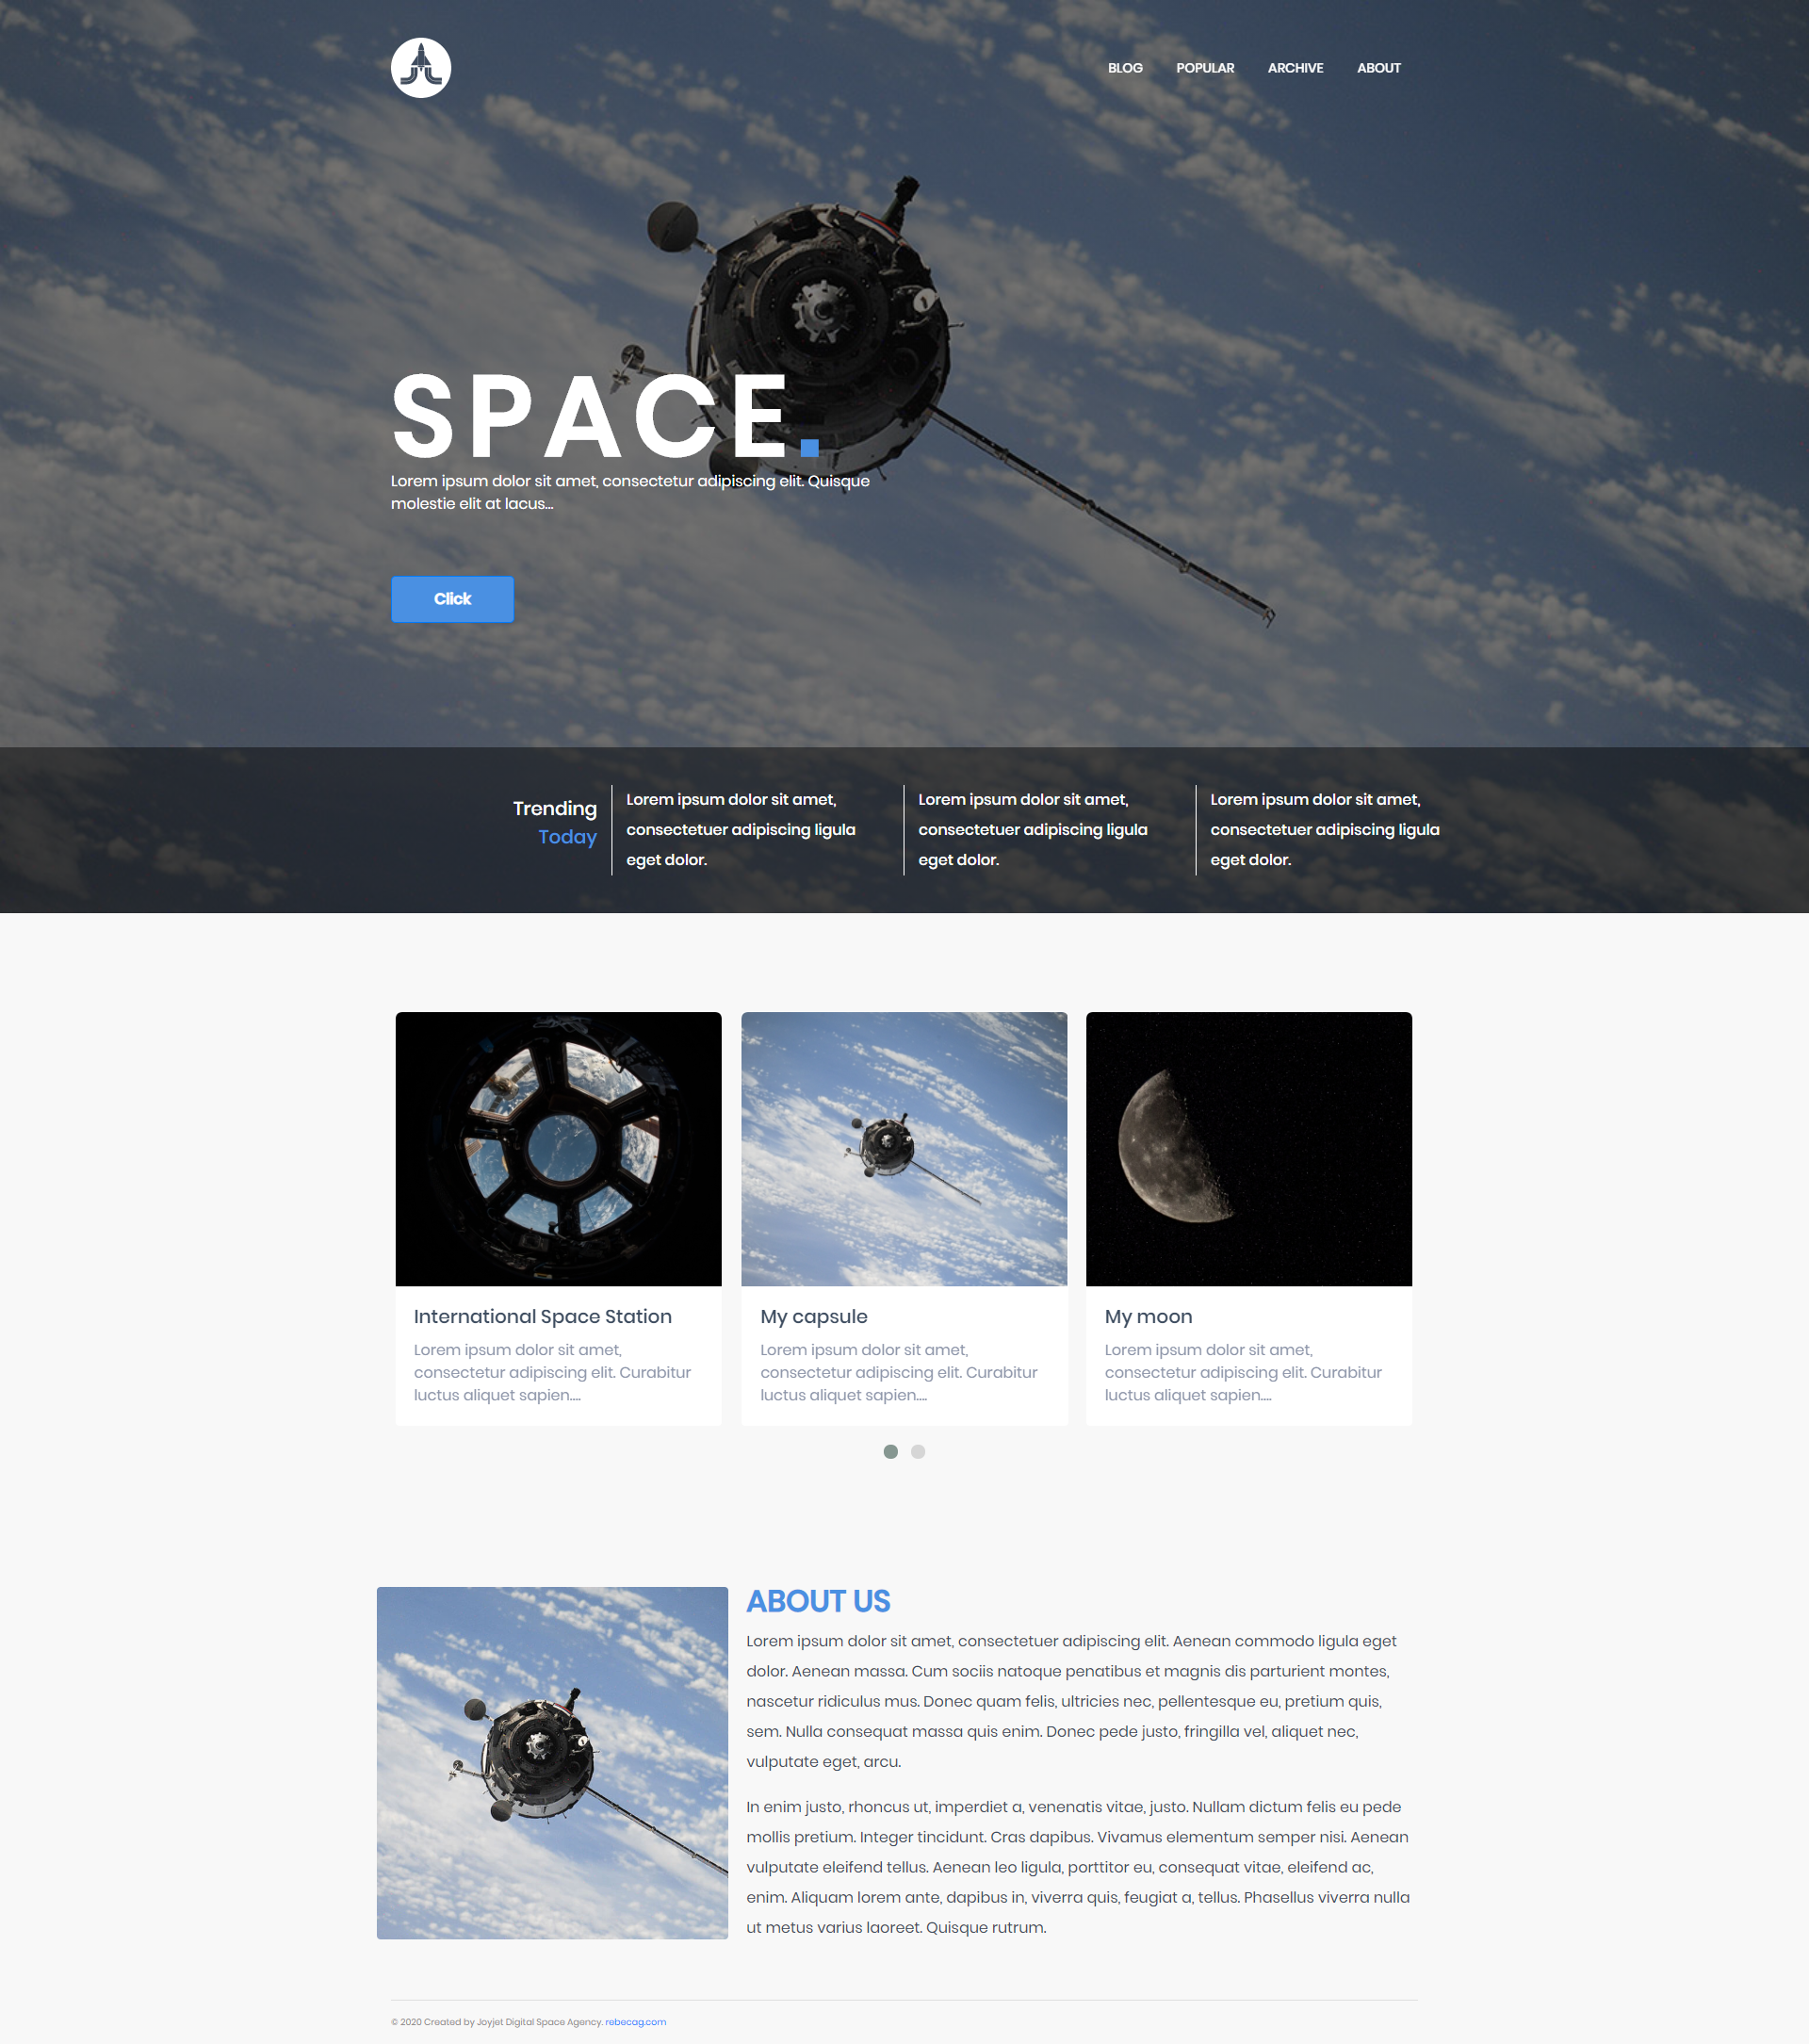 BLOG POPULAR ARCHIVE ABOUT
SPACE.
Lorem ipsum dolor sit amet, consectetur adipiscing elit. Quisque
molestie elit at lacus...
Click
Trending
Today
Lorem ipsum dolor sit amet,
consectetuer adipiscing ligula
eget dolor.
Lorem ipsum dolor sit amet,
consectetuer adipiscing ligula
eget dolor.
Lorem ipsum dolor sit amet,
consectetuer adipiscing ligula
eget dolor.
International Space Station
Lorem ipsum dolor sit amet,
consectetur adipiscing elit. Curabitur
luctus aliquet sapien....
My capsule
Lorem ipsum dolor sit amet,
consectetur adipiscing elit. Curabitur
luctus aliquet sapien....
My moon
Lorem ipsum dolor sit amet,
consectetur adipiscing elit. Curabitur
luctus aliquet sapien....
ABOUT US
Lorem ipsum dolor sit amet, consectetuer adipiscing elit. Aenean commodo ligula eget
dolor. Aenean massa. Cum sociis natoque penatibus et magnis dis parturient montes,
nascetur ridiculus mus. Donec quam felis, ultricies nec, pellentesque eu, pretium quis,
sem. Nulla consequat massa quis enim. Donec pede justo, fringilla vel, aliquet nec,
vulputate eget, arcu.
In enim justo, rhoncus ut, imperdiet a, venenatis vitae, justo. Nullam dictum felis eu pede
mollis pretium. Integer tincidunt. Cras dapibus. Vivamus elementum semper nisi. Aenean
vulputate eleifend tellus. Aenean leo ligula, porttitor eu, consequat vitae, eleifend ac,
enim. Aliquam lorem ante, dapibus in, viverra quis, feugiat a, tellus. Phasellus viverra nulla
ut metus varius laoreet. Quisque rutrum.
© 2020 Created by Joyjet Digital Space Agency. rebecag.com